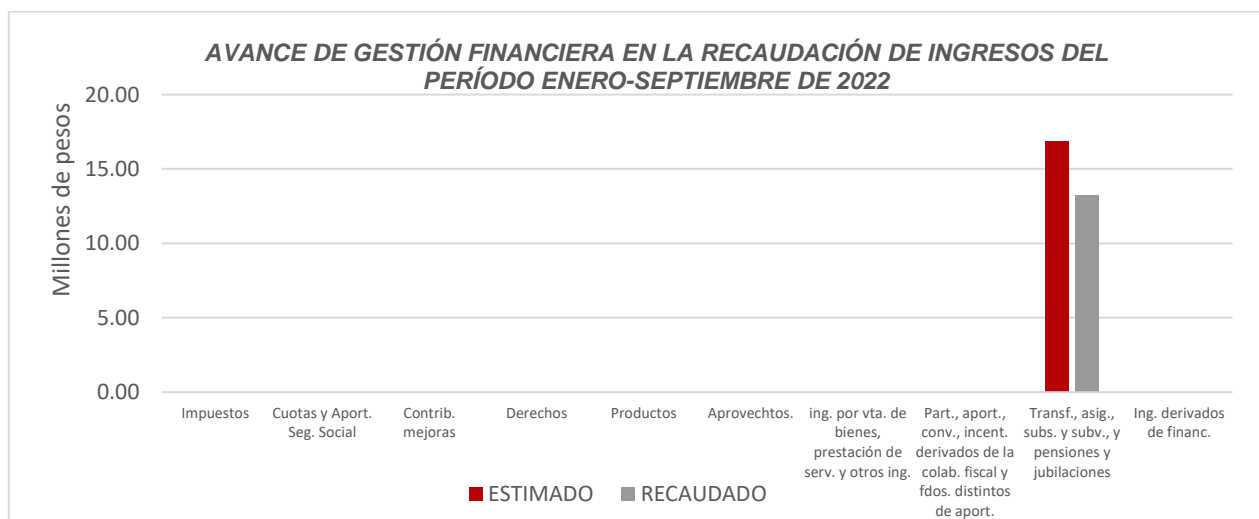 AVANCE DE GESTIÓN FINANCIERA EN LA RECAUDACIÓN DE INGRESOS DEL
PERÍODO ENERO-SEPTIEMBRE DE 2022
Millones de pesos
20.00
15.00
10.00
5.00
0.00
Impuestos
Cuotas y Aport.
Seg. Social
Contrib.
mejoras
Derechos
Productos
Aprovechtos.
ing. por vta. de
bienes,
prestación de
serv. y otros ing.
Part., aport.,
conv., incent.
derivados de la
colab. fiscal y
fdos. distintos
de aport.
Transf., asig.,
subs. y subv., y
pensiones y
jubilaciones
Ing. derivados
de financ.
ESTIMADO
RECAUDADO